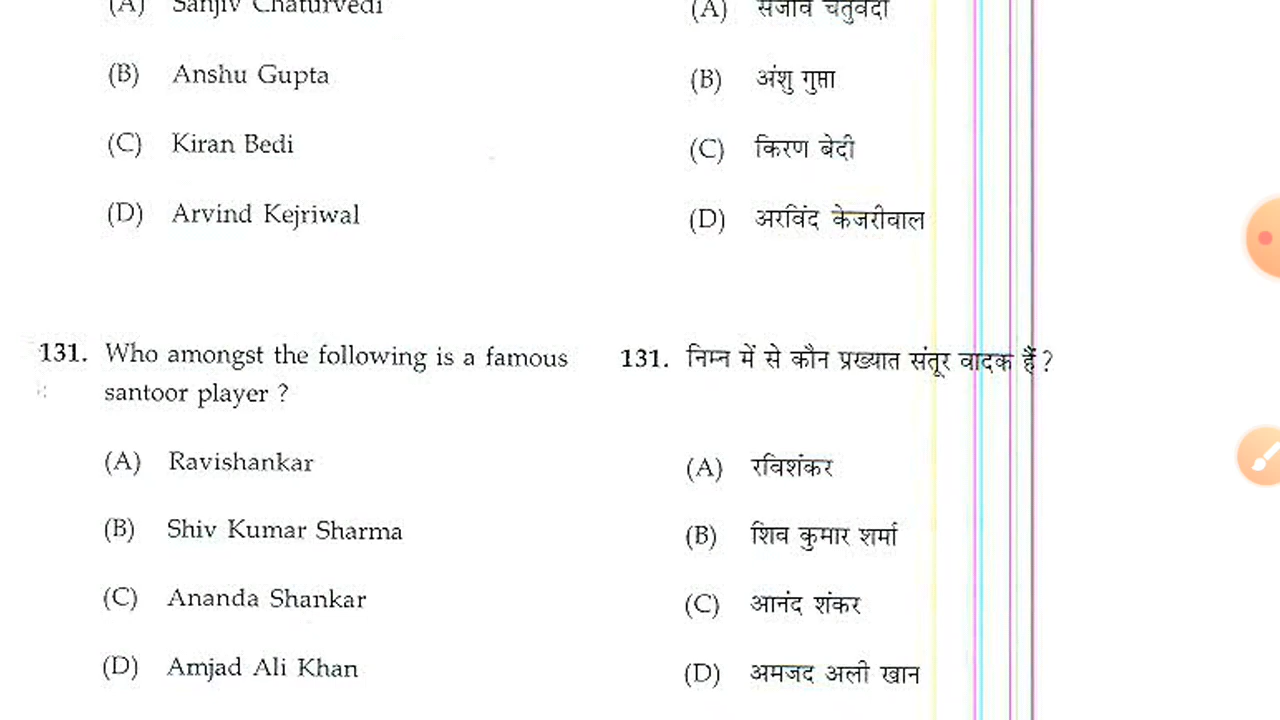 (A) Sanjiv Chaturvedi
(B) Anshu Gupta
(C) Kiran Bedi
(D) Arvind Kejriwal
131. Who amongst the following is a famous
santoor player ?
(A) Ravishankar
(B) Shiv Kumar Sharma
(C) Ananda Shankar
(D) Amjad Ali Khan
(A) संजीव चतुर्वेदी
(B) अंशु गुप्ता
(C) किरण बेदी
(D) अरविंद केजरीवाल
131. निम्न में से कौन प्रख्यात संतूर वादक हैं ?
(A) रविशंकर
(B) शिव कुमार शर्मा
(C) आनंद शंकर
(D) अमजद अली खान